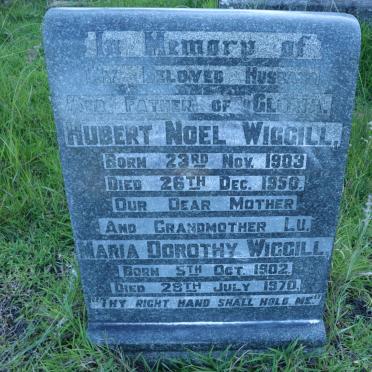 In Memory of
My Beloved Husband
And Father of "Glenda"
Hubert Noel Wiggill,
Born 23rd Nov. 1903
Died 26th Dec. 1950.
Our Dear Mother
And Grandmother Lu.
Maria Dorothy Wiggill
Born 5th Oct. 1902.
Died 28th July 1970.
"Thy right hand shall hold me"